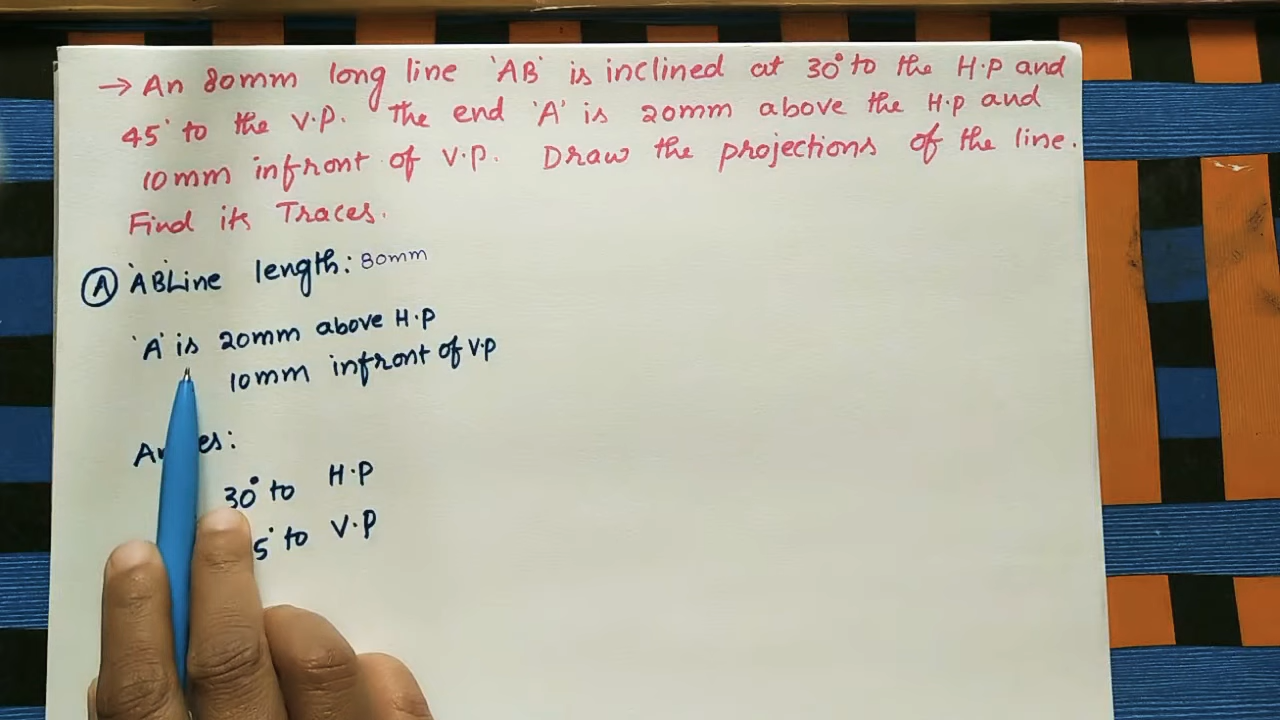 → An 80mm long line 'AB' is inclined at 30° to the H.P and
45° to the V.P. The end 'A' is 20mm above the H.P and
10mm infront of V.P. Draw the projections of the line.
Find its Traces.
Ⓐ 'AB' Line length: 80mm
'A' is 20mm above H.P
10mm infront of V.P
30° to H.P
to V.P